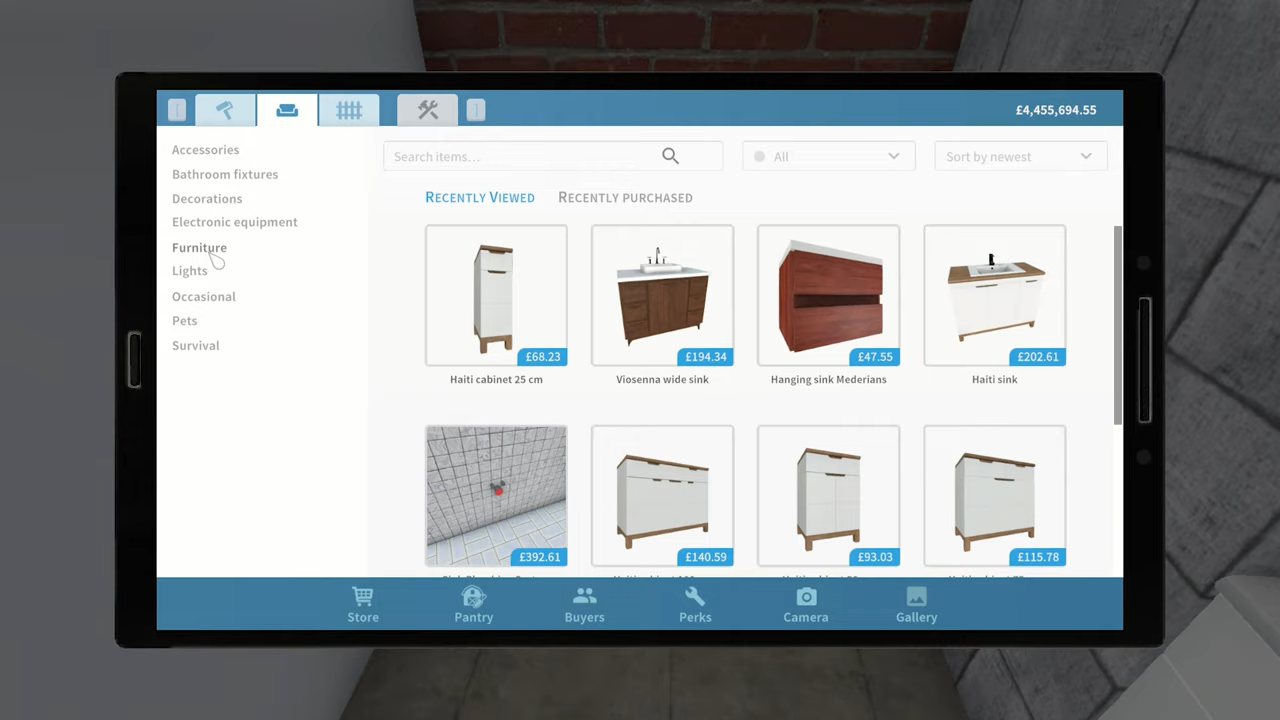 £4,455,694.55
Accessories
Bathroom fixtures
Decorations
Electronic equipment
Furniture
Lights
Occasional
Pets
Survival
Search items...
All
Sort by newest
RECENTLY VIEWED
RECENTLY PURCHASED
£68.23
£194.34
£47.55
£202.61
Haiti cabinet 25 cm
Viosenna wide sink
Hanging sink Mederians
Haiti sink
£392.61
£140.59
£93.03
£115.78
Store
Pantry
Buyers
Perks
Camera
Gallery